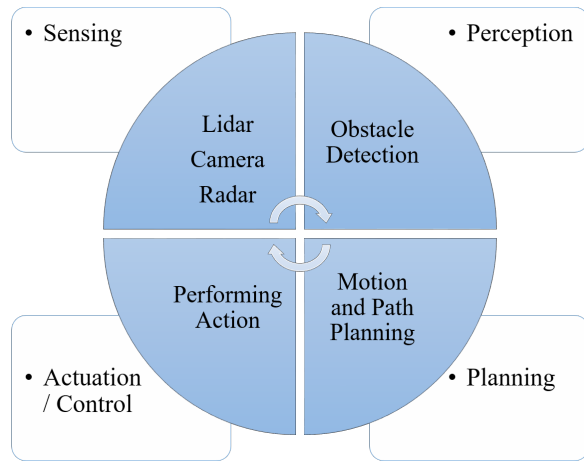 • Sensing
• Perception
Lidar
Camera
Radar
Obstacle
Detection
Performing
Action
Motion
and Path
Planning
• Actuation
/ Control
• Planning